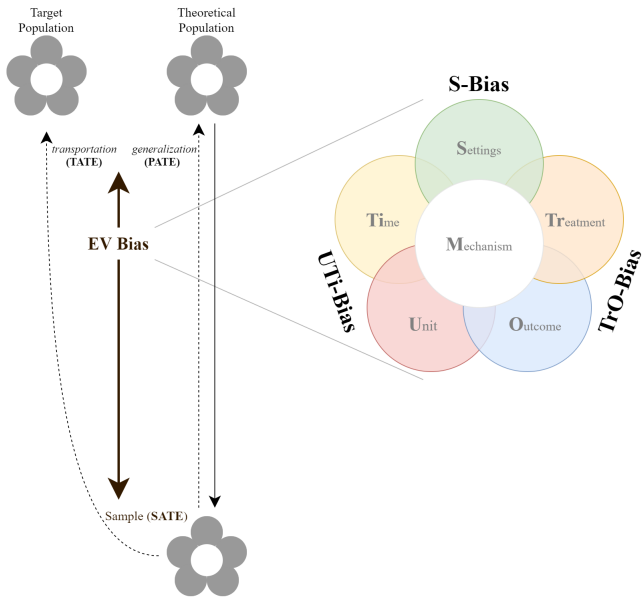 Target
Population
Theoretical
Population
transportation
(TATE)
generalization
(PATE)
EV Bias
Sample (SATE)
S-Bias
Settings
Time
Treatment
Mechanism
UTi-Bias
TrO-Bias
Unit
Outcome